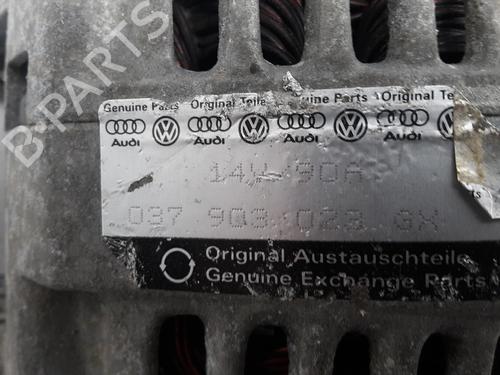 B-PARTS
Genuine Parts Original Teile Genuine Parts Original Teile
Audi Audi Audi Audi
14V 90A
037 903 023 GX
Original Austauschteile
Genuine Exchange Parts